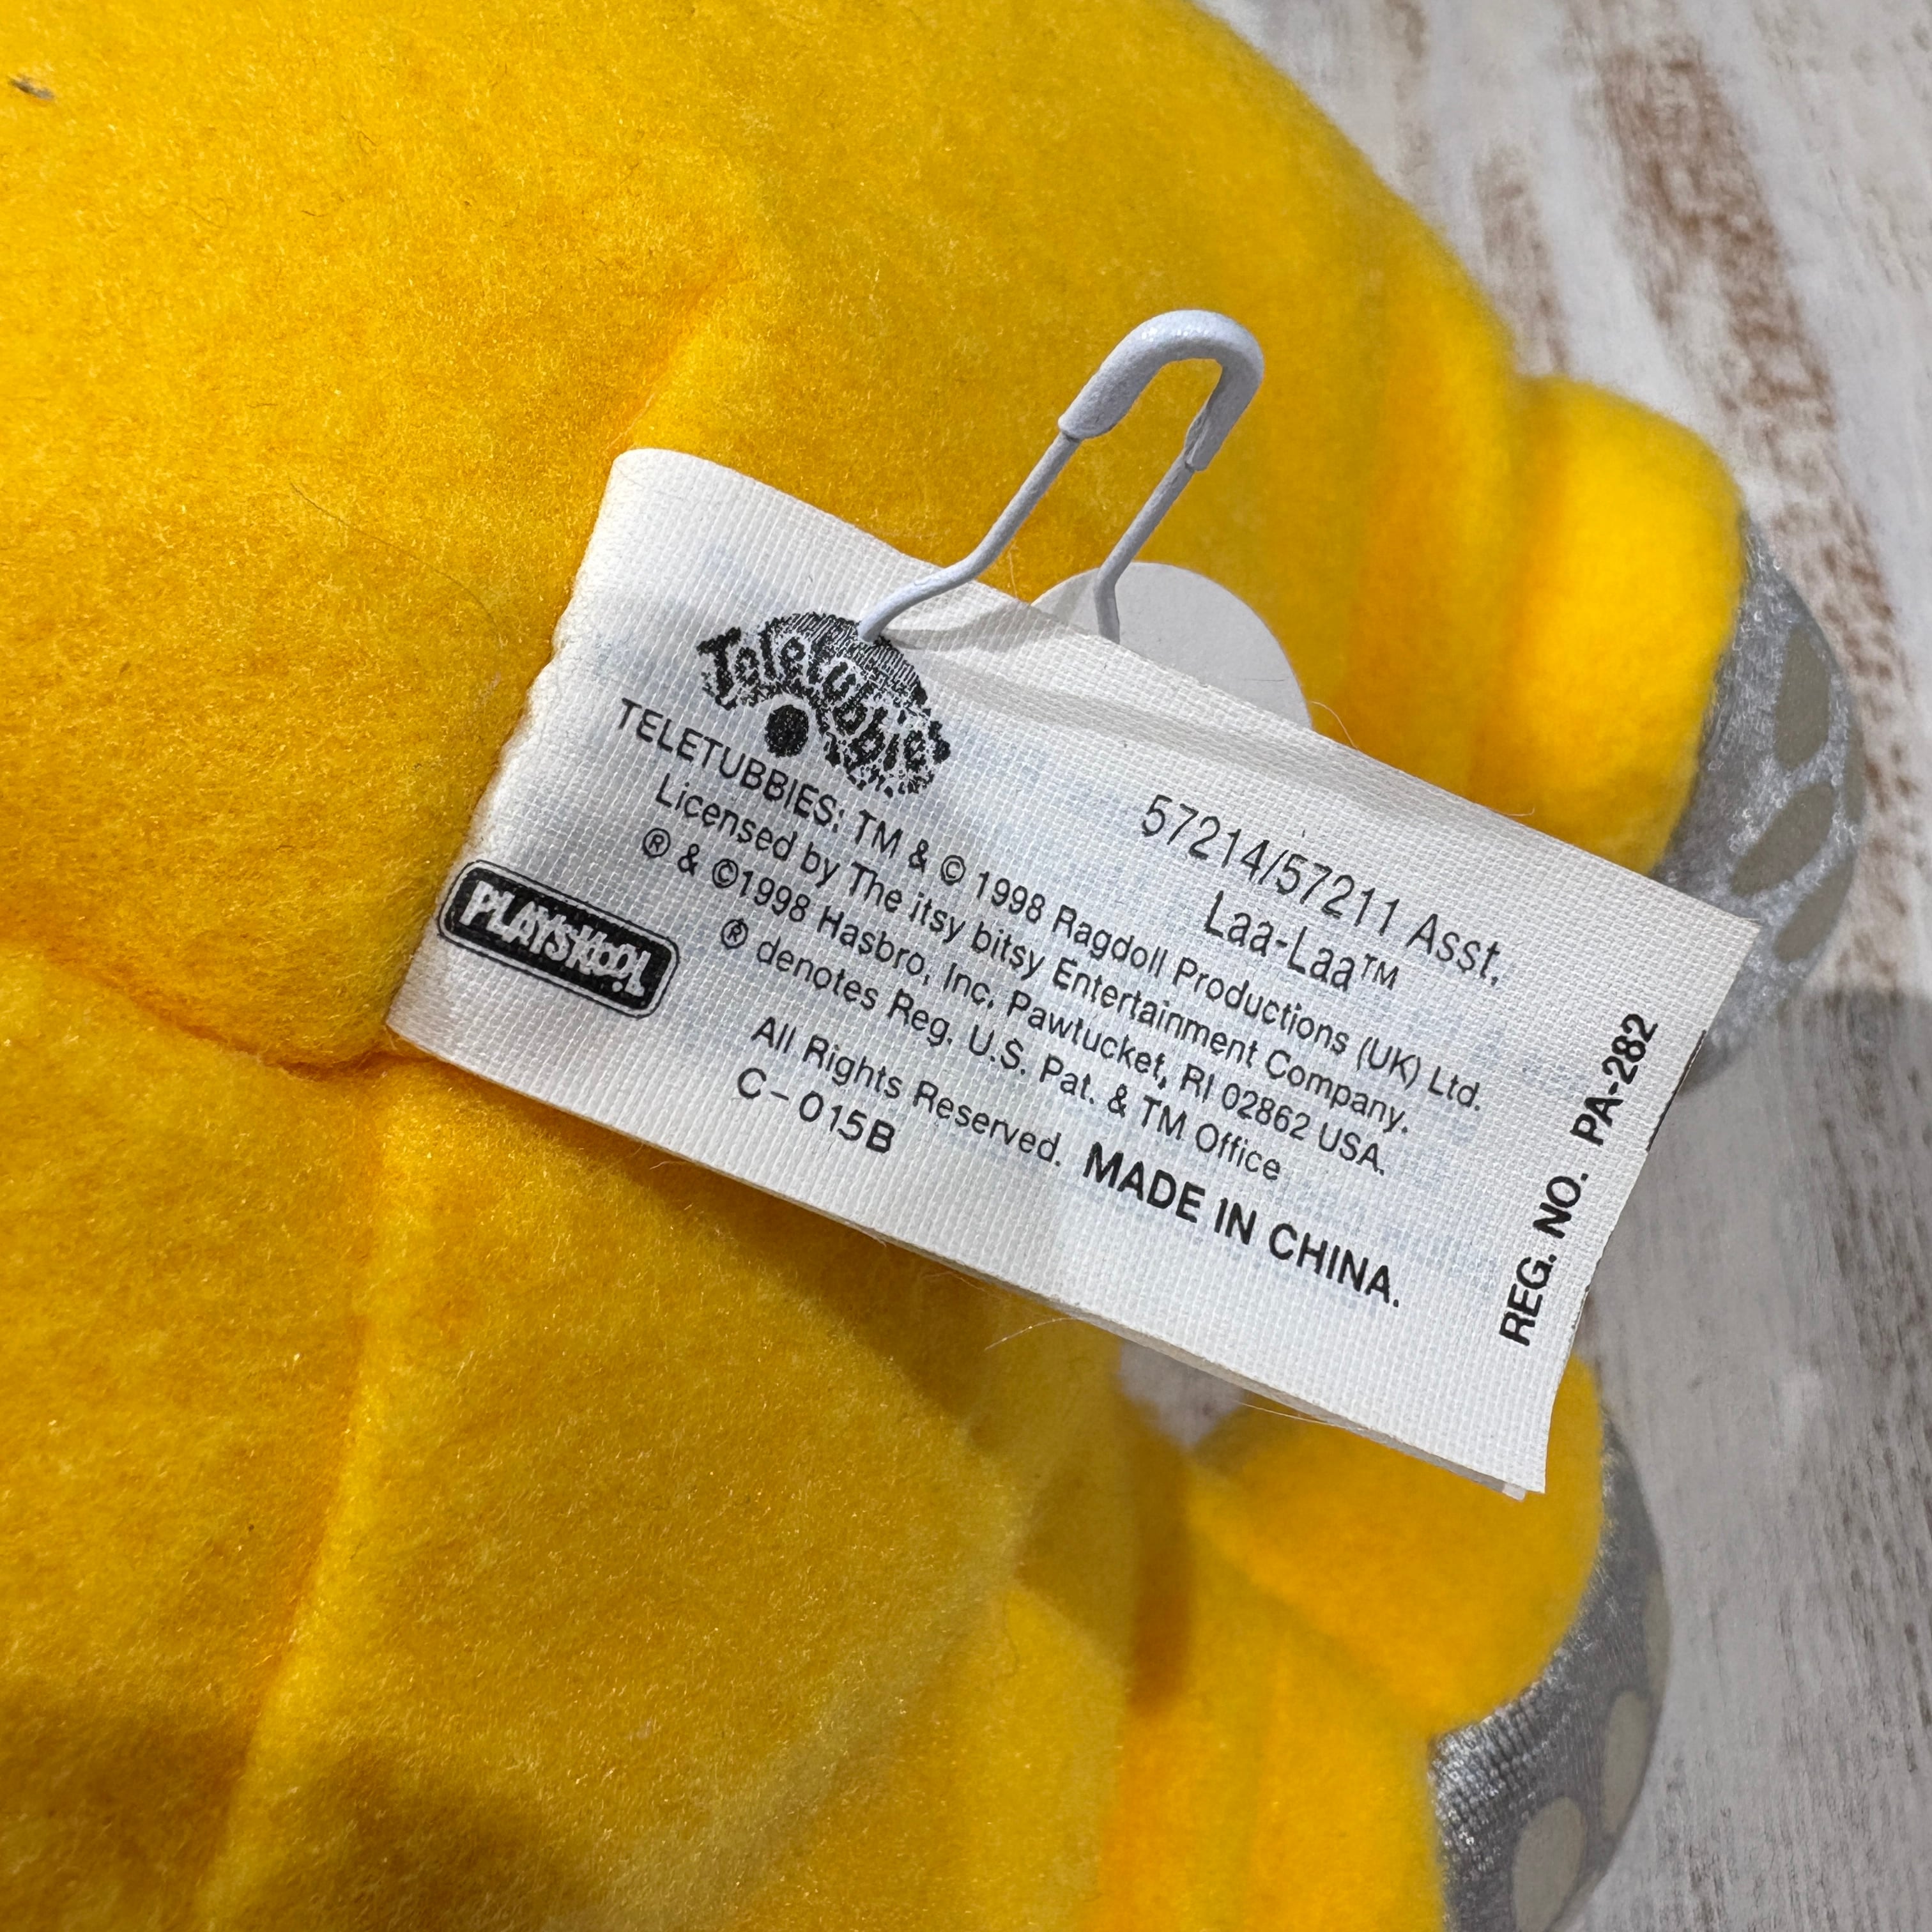 Teletubbies
57214/57211 Asst.
Laa-Laa™
TELETUBBIES: TM & © 1998 Ragdoll Productions (UK) Ltd.
Licensed by The itsy bitsy Entertainment Company.
® & ©1998 Hasbro, Inc. Pawtucket, RI 02862 USA.
® denotes Reg. U.S. Pat. & TM Office
All Rights Reserved. MADE IN CHINA.
C-015B
PLAYSKOOL
REG. NO. PA-282